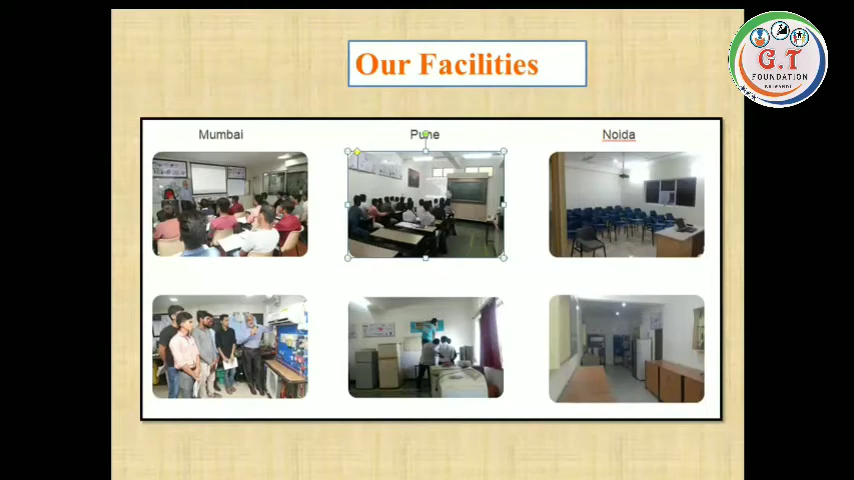 Our Facilities
G.T
FOUNDATION
Mumbai
Pune
Noida